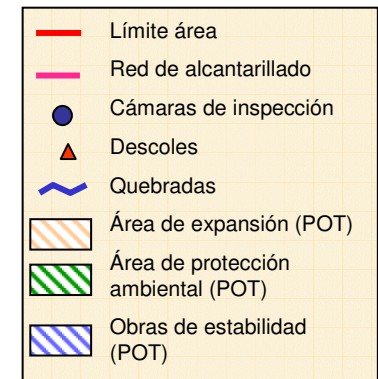 Límite área
Red de alcantarillado
Cámaras de inspección
Descoles
Quebradas
Área de expansión (POT)
Área de protección
ambiental (POT)
Obras de estabilidad
(POT)